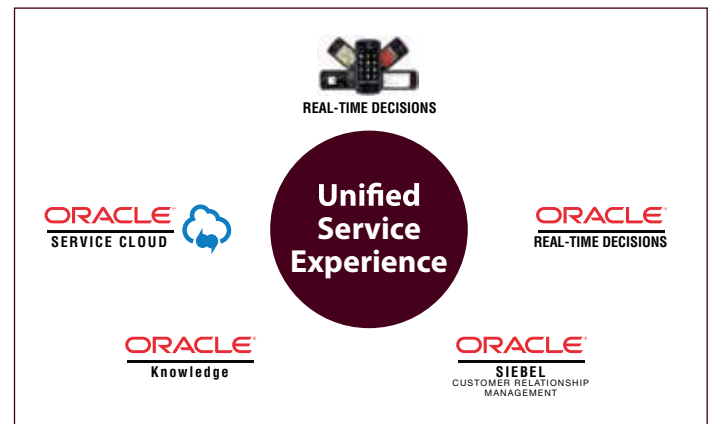 REAL-TIME DECISIONS
Unified
Service
Experience
ORACLE
SERVICE CLOUD
ORACLE
REAL-TIME DECISIONS
ORACLE
Knowledge
ORACLE
SIEBEL
CUSTOMER RELATIONSHIP
MANAGEMENT